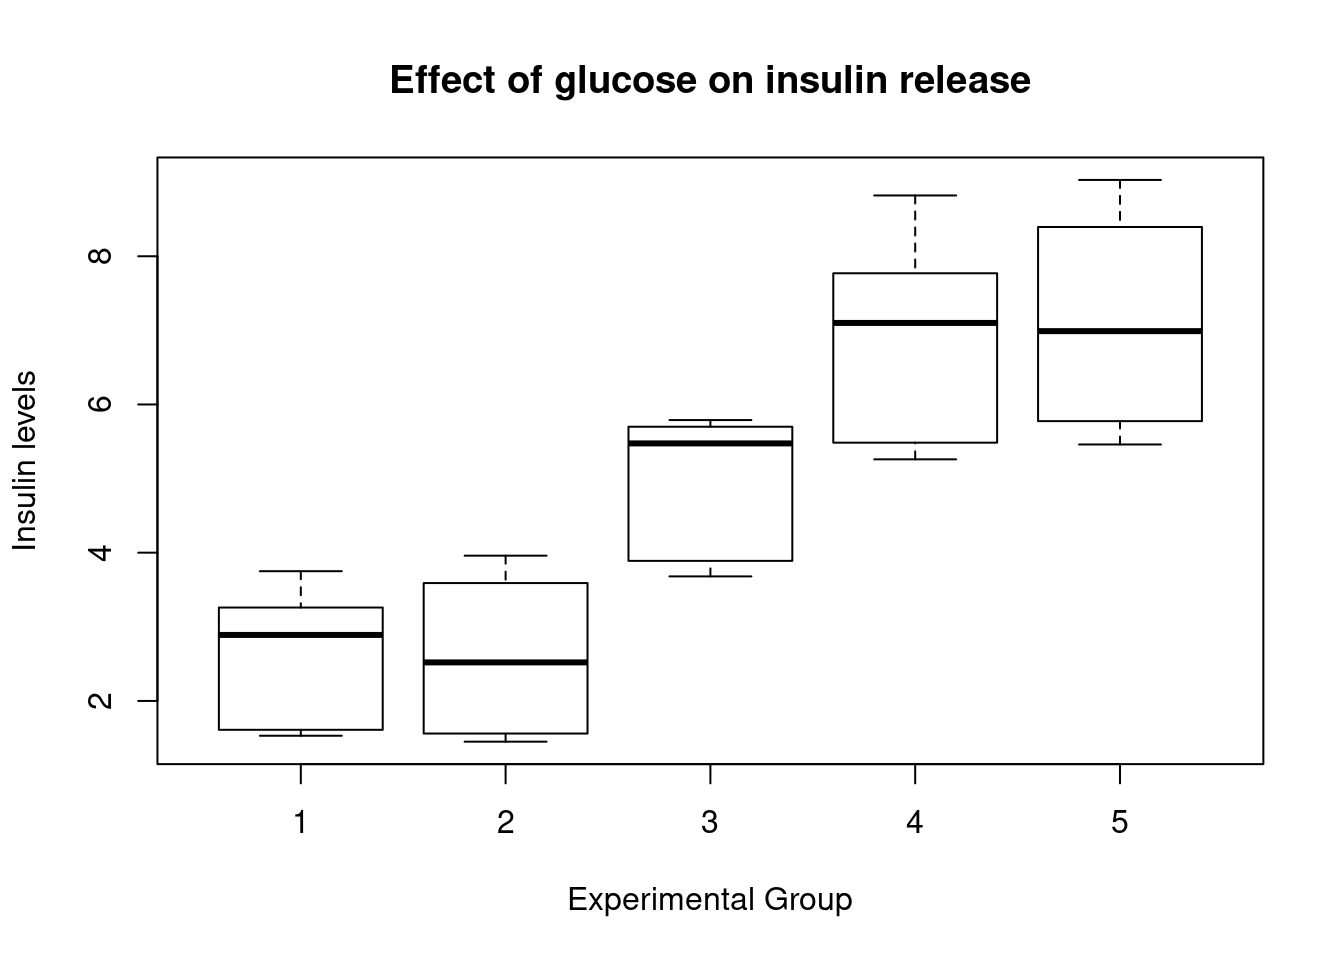 Effect of glucose on insulin release
Insulin levels
8
6
4
2
1 2 3 4 5
Experimental Group